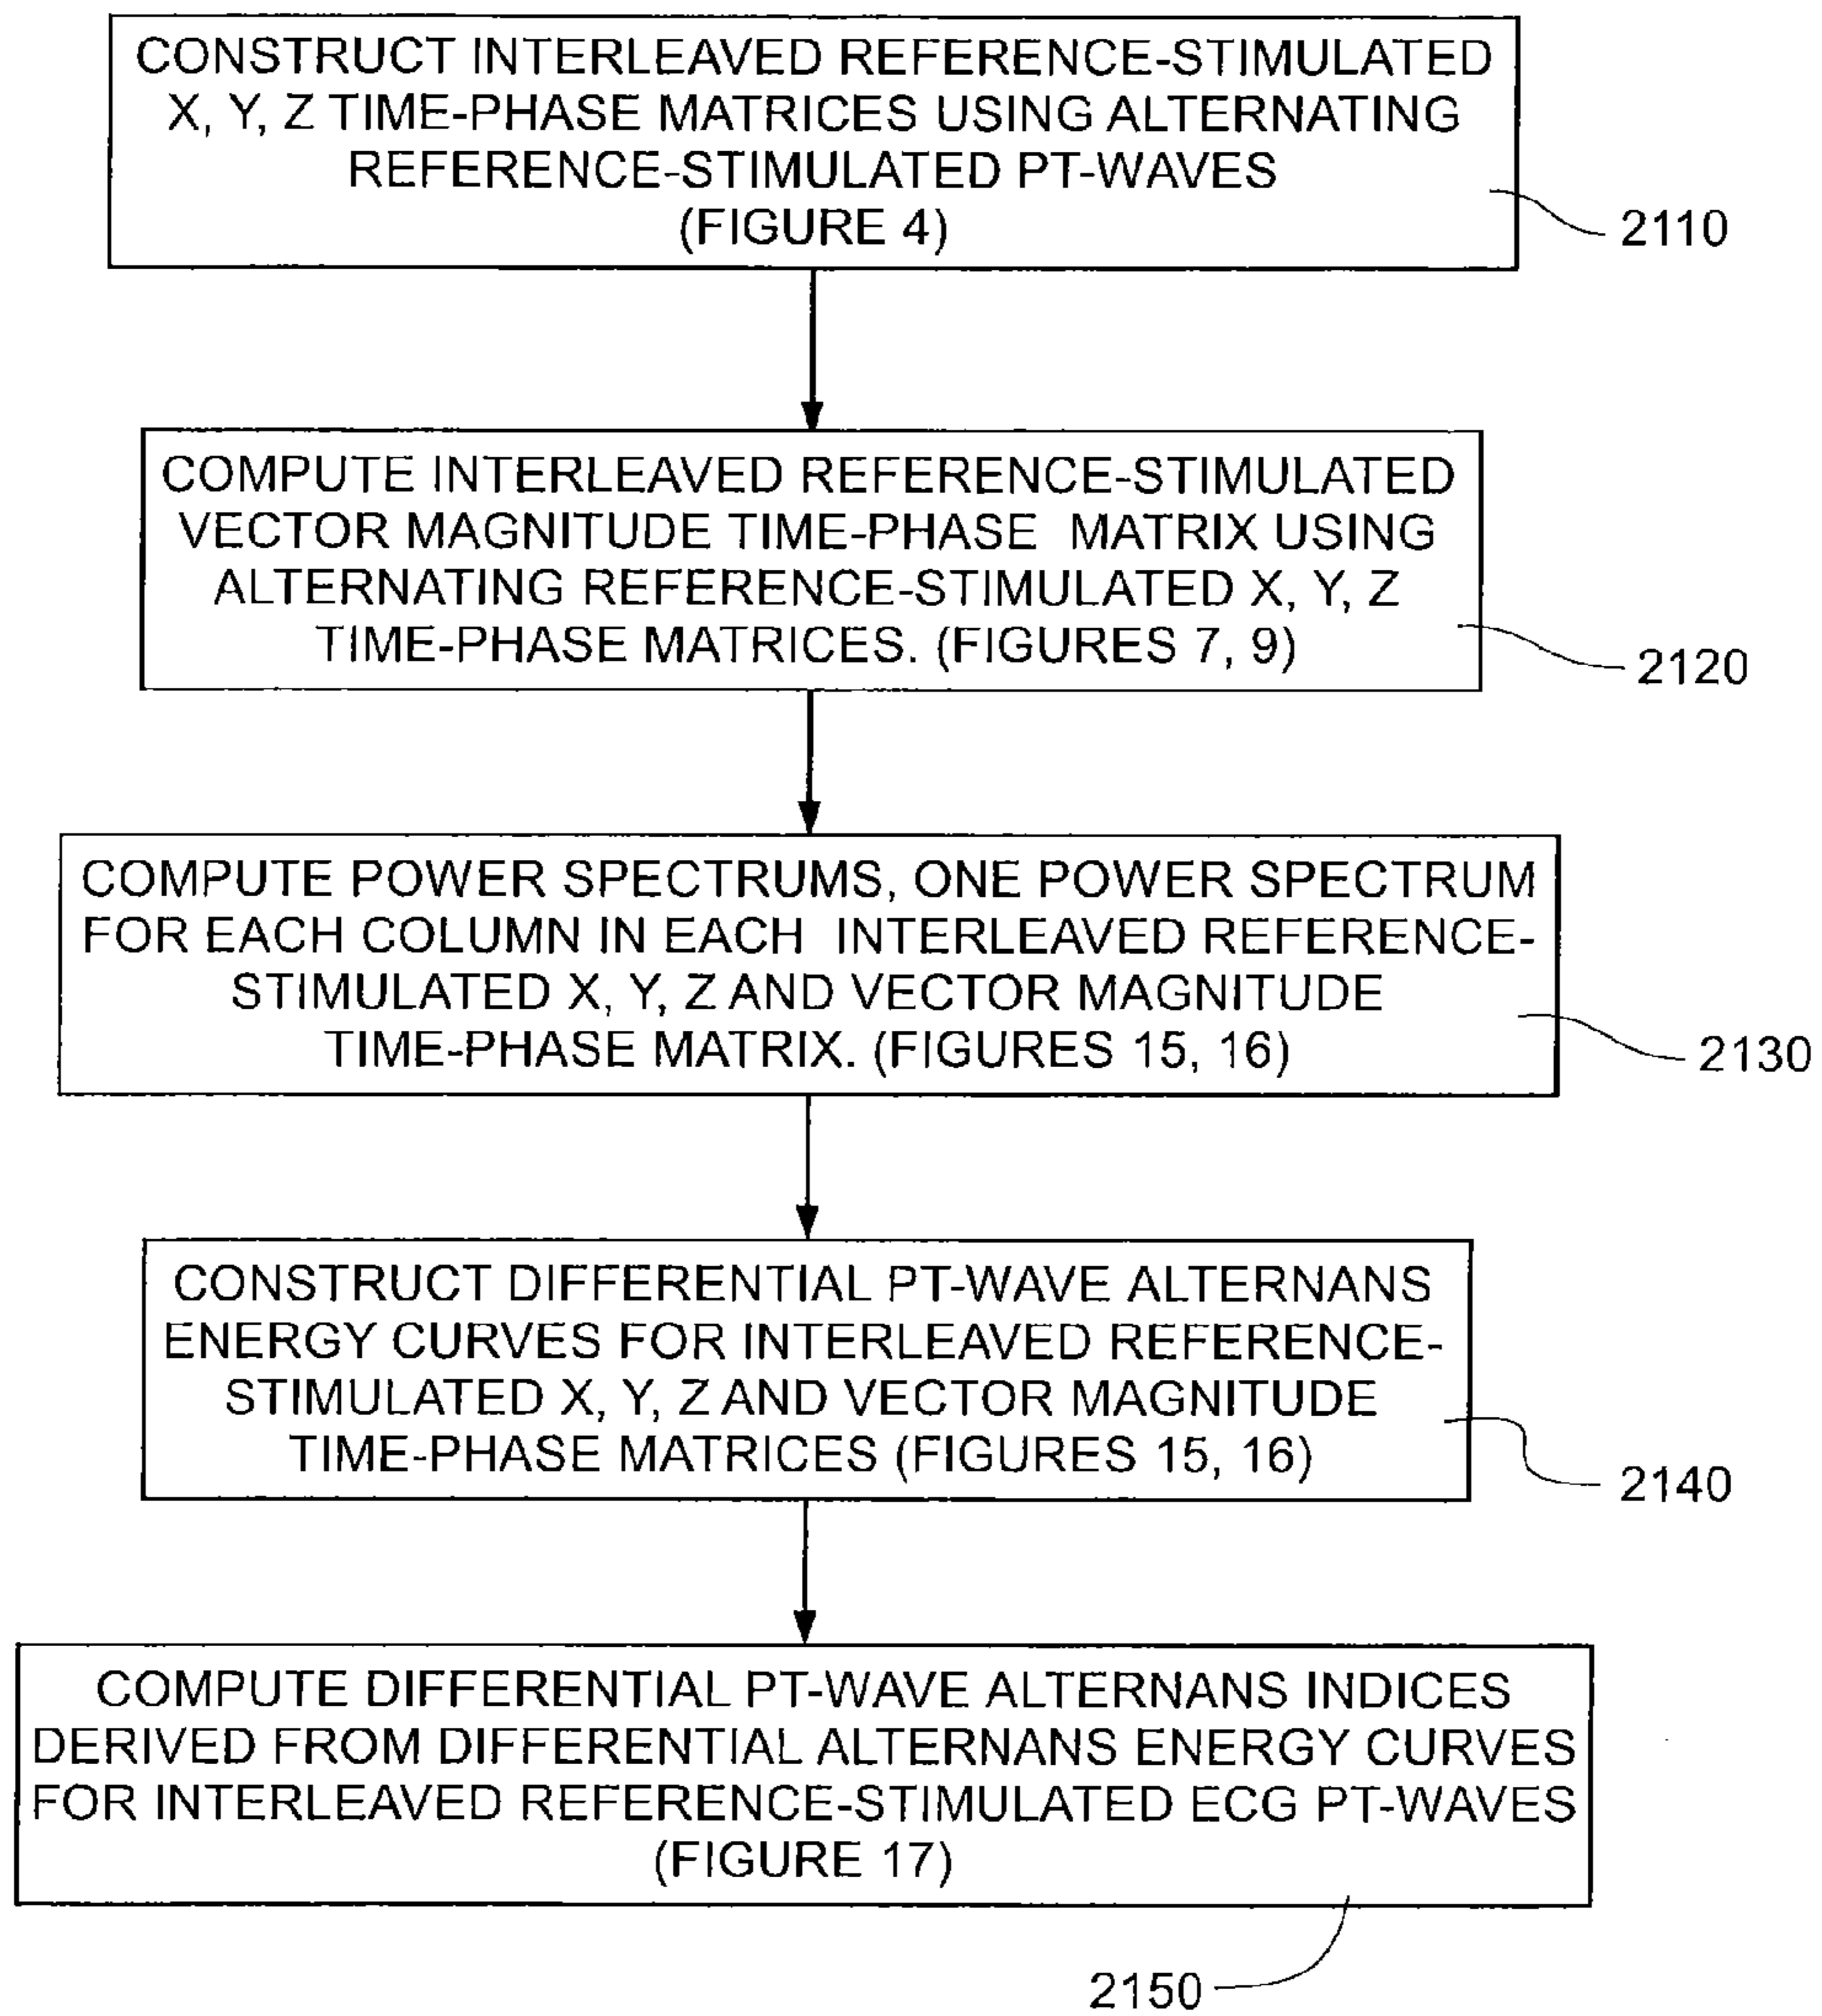 CONSTRUCT INTERLEAVED REFERENCE-STIMULATED
X, Y, Z TIME-PHASE MATRICES USING ALTERNATING
REFERENCE-STIMULATED PT-WAVES
(FIGURE 4)
2110
COMPUTE INTERLEAVED REFERENCE-STIMULATED
VECTOR MAGNITUDE TIME-PHASE MATRIX USING
ALTERNATING REFERENCE-STIMULATED X, Y, Z
TIME-PHASE MATRICES. (FIGURES 7, 9)
2120
COMPUTE POWER SPECTRUMS, ONE POWER SPECTRUM
FOR EACH COLUMN IN EACH INTERLEAVED REFERENCE-
STIMULATED X, Y, Z AND VECTOR MAGNITUDE
TIME-PHASE MATRIX. (FIGURES 15, 16)
2130
CONSTRUCT DIFFERENTIAL PT-WAVE ALTERNANS
ENERGY CURVES FOR INTERLEAVED REFERENCE-
STIMULATED X, Y, Z AND VECTOR MAGNITUDE
TIME-PHASE MATRICES (FIGURES 15, 16)
2140
COMPUTE DIFFERENTIAL PT-WAVE ALTERNANS INDICES
DERIVED FROM DIFFERENTIAL ALTERNANS ENERGY CURVES
FOR INTERLEAVED REFERENCE-STIMULATED ECG PT-WAVES
(FIGURE 17)
2150